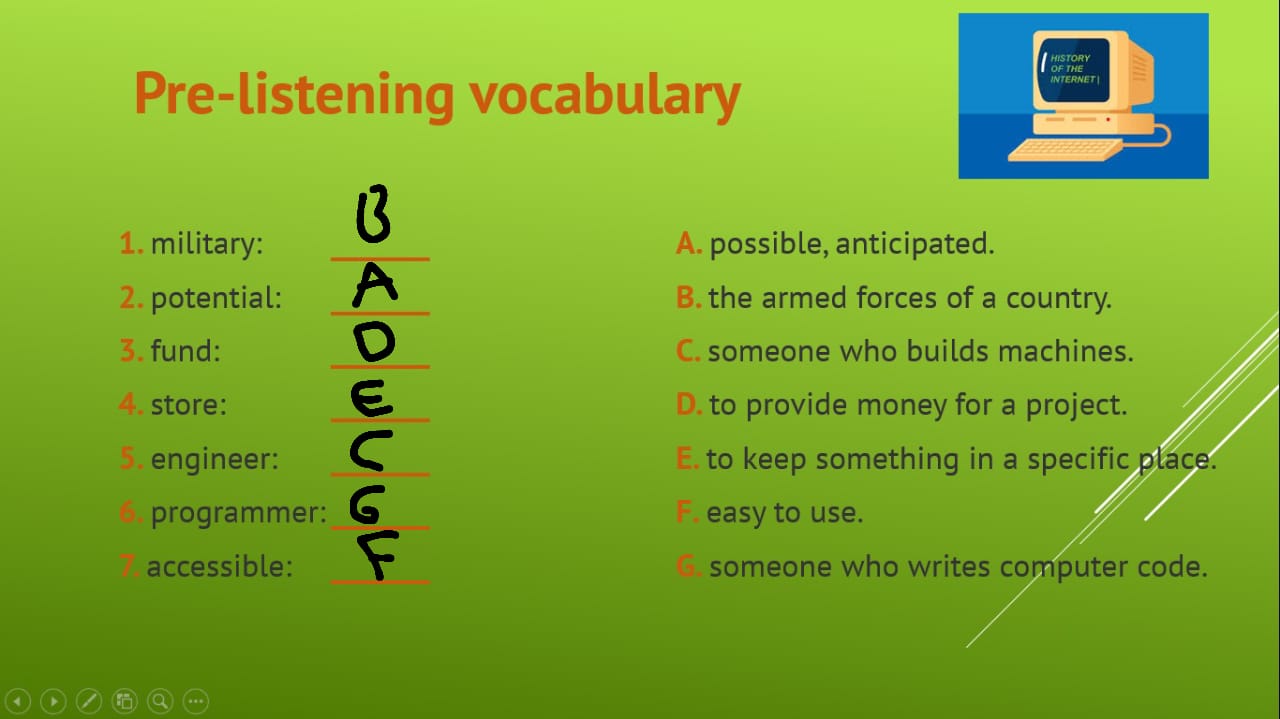 HISTORY
OF THE
INTERNET |
Pre-listening vocabulary
1. military: B
2. potential: A
3. fund: D
4. store: E
5. engineer: C
6. programmer: G
7. accessible: F
A. possible, anticipated.
B. the armed forces of a country.
C. someone who builds machines.
D. to provide money for a project.
E. to keep something in a specific place.
F. easy to use.
G. someone who writes computer code.